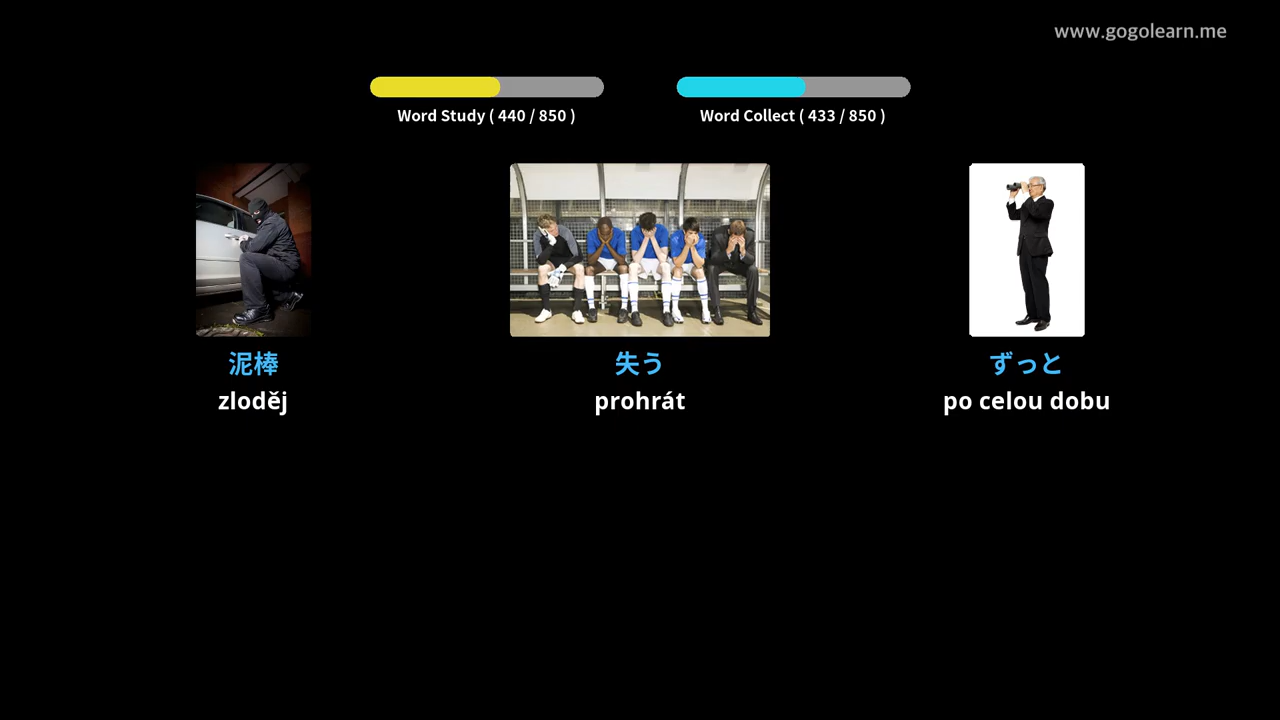 www.gogolearn.me
Word Study ( 440 / 850 )
Word Collect ( 433 / 850 )
泥棒
失う
ずっと
zloděj
prohrát
po celou dobu